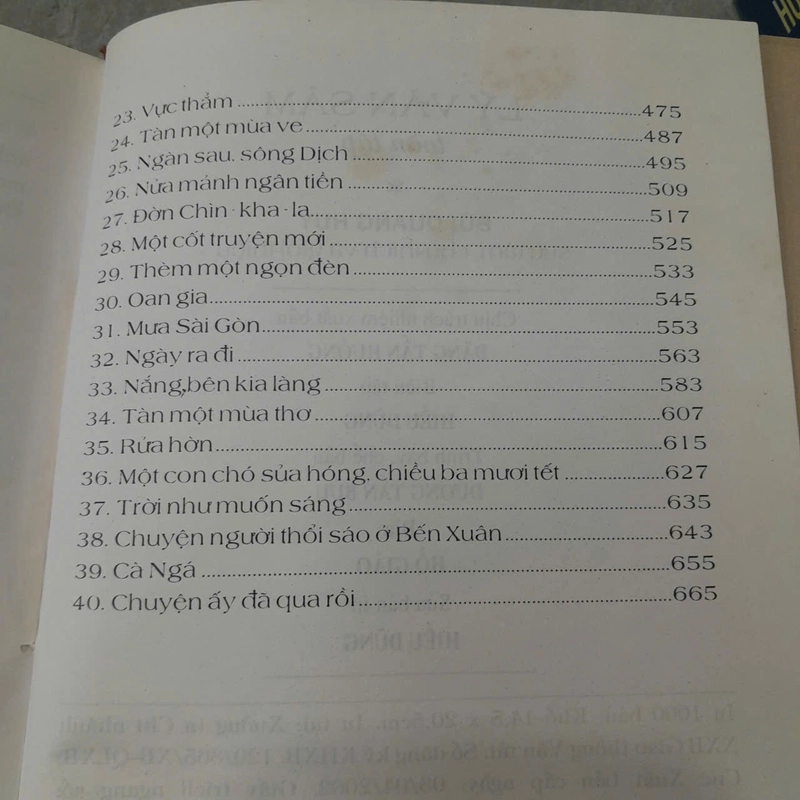 23. Vực thẳm 475
24. Tàn một mùa ve 487
25. Ngàn sau. sông Dịch 495
26. Nửa mảnh ngân tiền 509
27. Đờn Chìn - kha - la 517
28. Một cốt truyện mới 525
29. Thèm một ngọn đèn 533
30. Oan gia 545
31. Mưa Sài Gòn 553
32. Ngày ra đi 563
33. Nắng bên kia làng 583
34. Tàn một mùa thơ 607
35. Rửa hờn 615
36. Một con chó sủa hóng, chiều ba mươi tết 627
37. Trời như muốn sáng 635
38. Chuyện người thổi sáo ở Bến Xuân 643
39. Cà Ngá 655
40. Chuyện ấy đã qua rồi 665